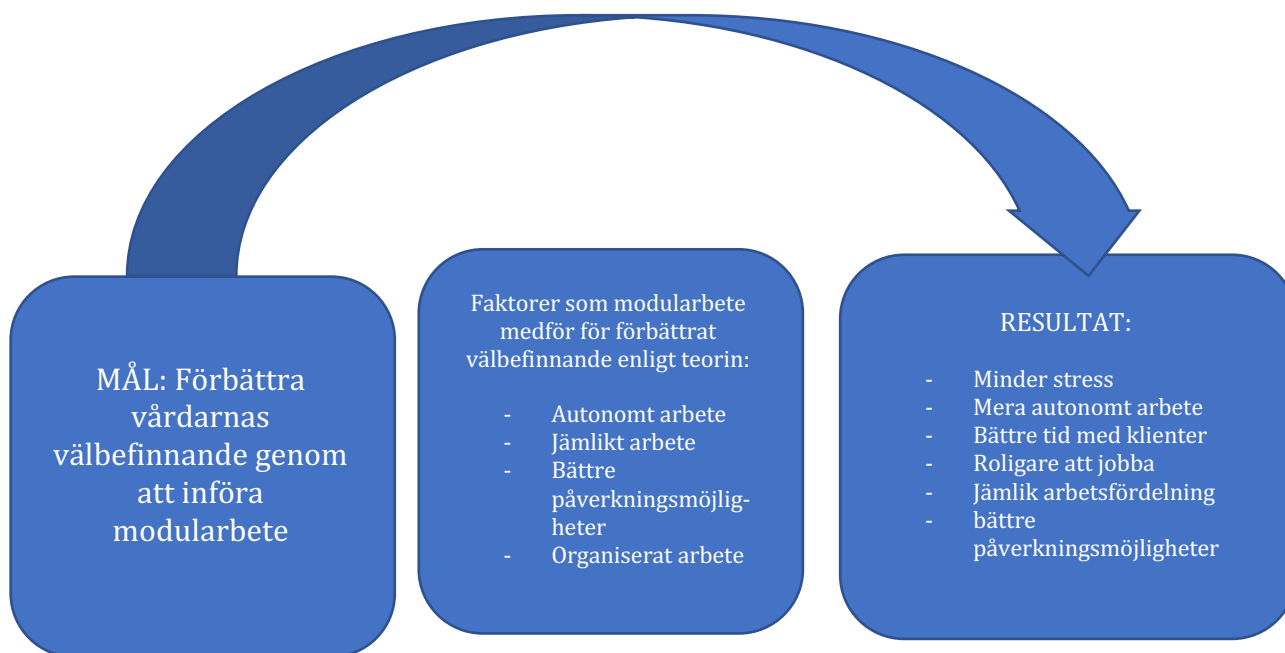 MÅL: Förbättra
vårdarnas
välbefinnande genom
att införa
modularbete
Faktorer som modularbete
medför för förbättrat
välbefinnande enligt teorin:
- Autonomt arbete
- Jämlikt arbete
- Bättre
påverkningsmöjlig-
heter
- Organiserat arbete
RESULTAT:
- Minder stress
- Mera autonomt arbete
- Bättre tid med klienter
- Roligare att jobba
- Jämlik arbetsfördelning
- bättre
påverkningsmöjligheter